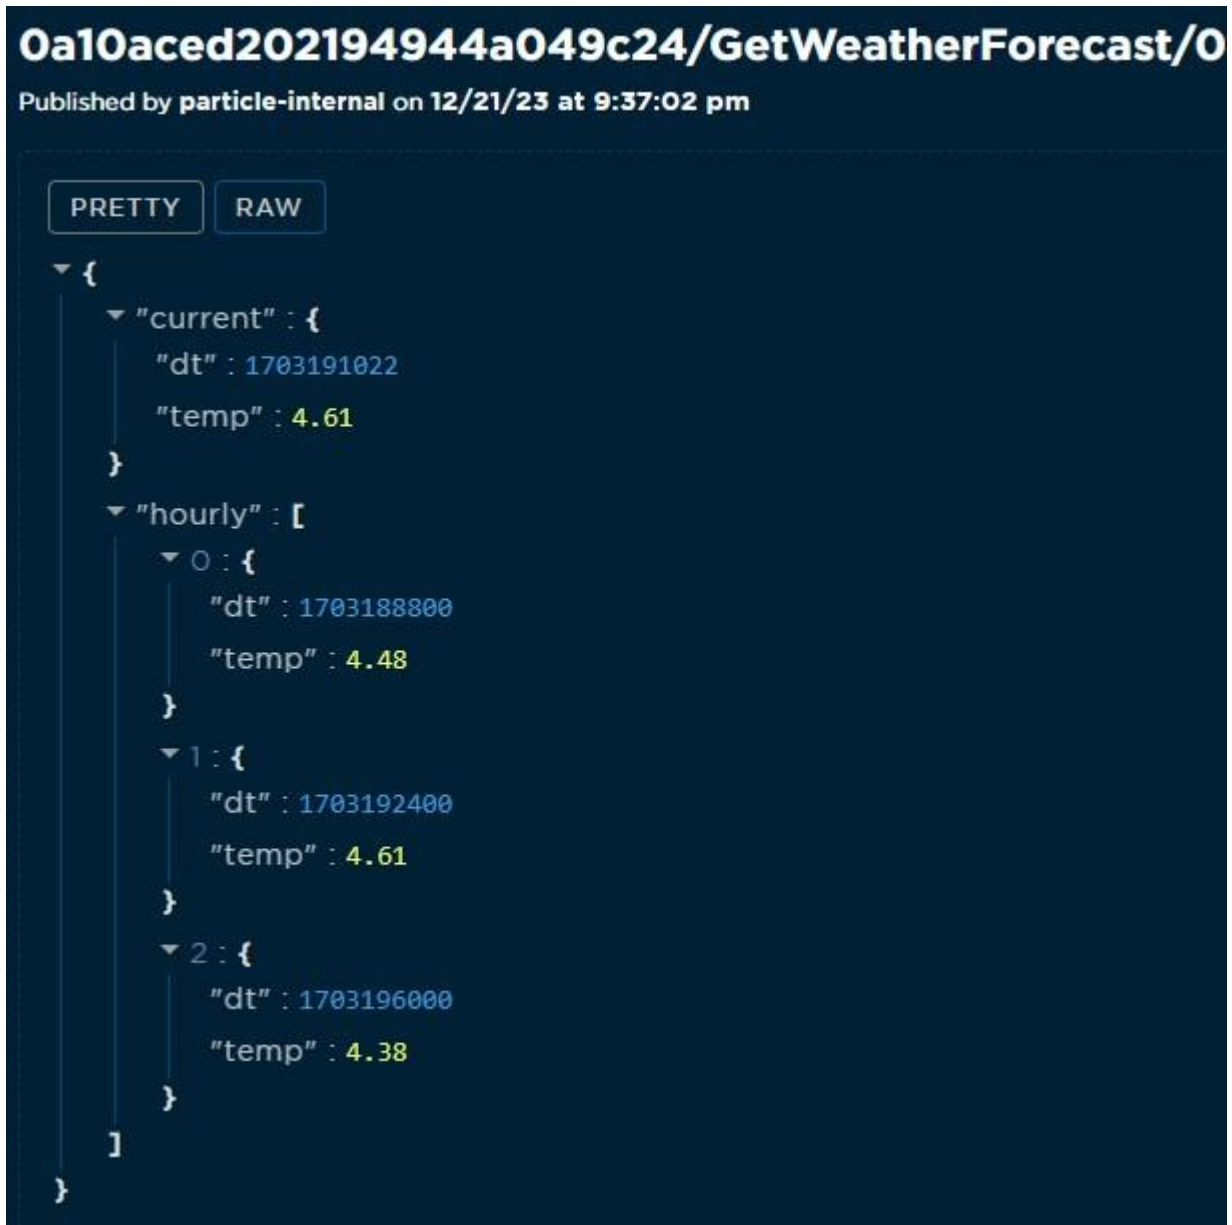 0a10aced202194944a049c24/GetWeatherForecast/0
Published by particle-internal on 12/21/23 at 9:37:02 pm
PRETTY RAW
{
"current" : {
"dt" : 1703191022
"temp" : 4.61
}
"hourly" : [
0 : {
"dt" : 1703188800
"temp" : 4.48
}
1 : {
"dt" : 1703192400
"temp" : 4.61
}
2 : {
"dt" : 1703196000
"temp" : 4.38
}
]
}